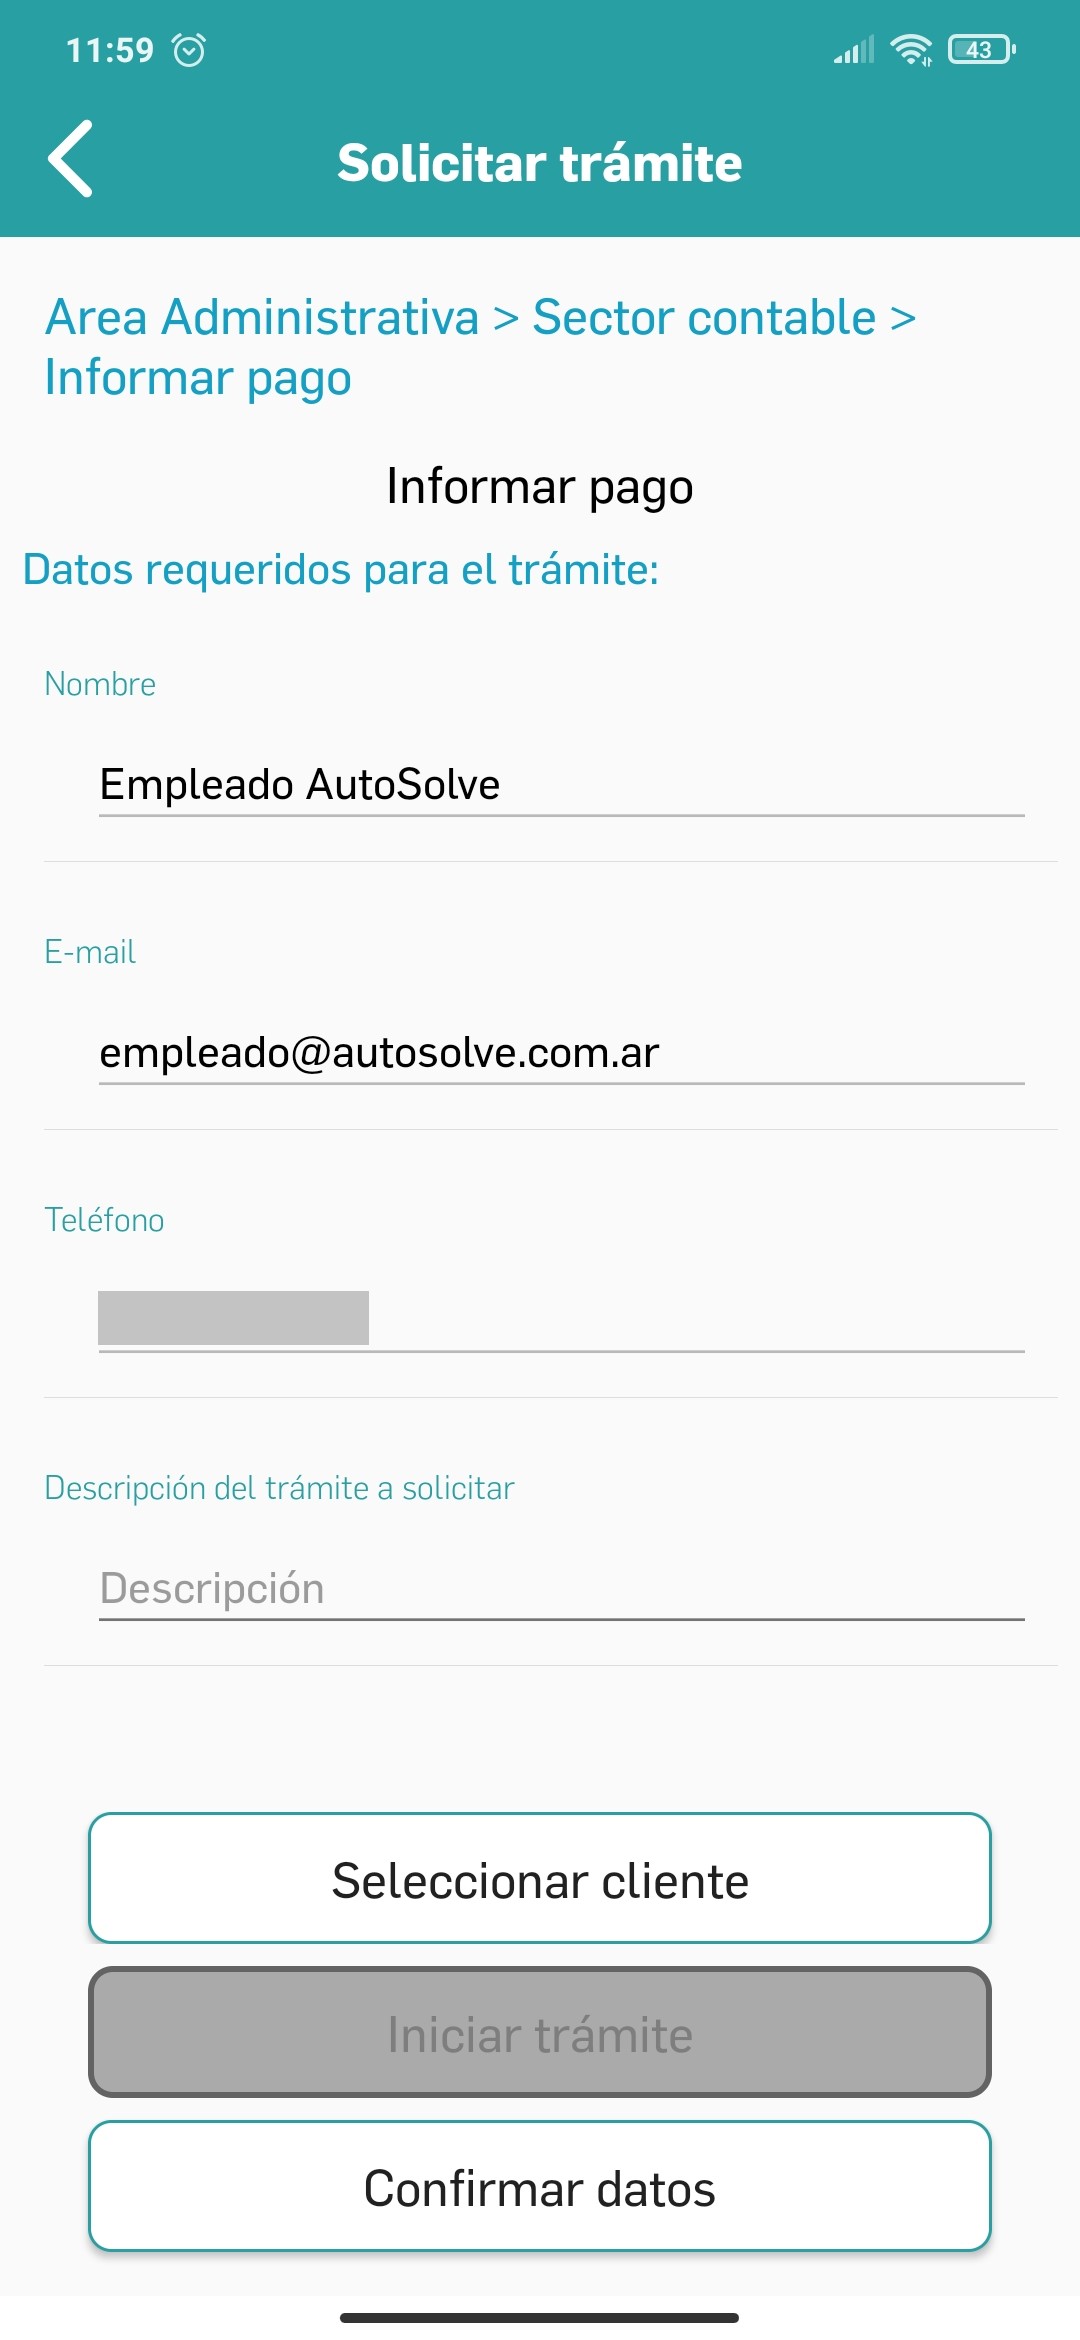 11:59
43
Solicitar trámite
Area Administrativa > Sector contable >
Informar pago
Informar pago
Datos requeridos para el trámite:
Nombre
Empleado AutoSolve
E-mail
empleado@autosolve.com.ar
Teléfono
Descripción del trámite a solicitar
Descripción
Seleccionar cliente
Iniciar trámite
Confirmar datos